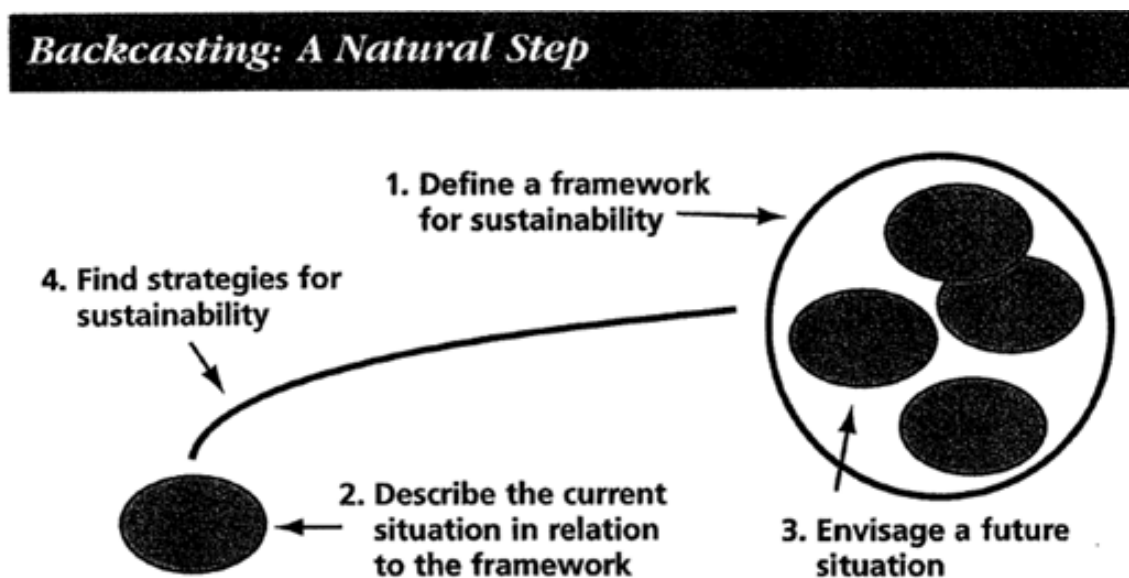 Backcasting: A Natural Step
1. Define a framework
for sustainability
4. Find strategies for
sustainability
2. Describe the current
situation in relation
to the framework
3. Envisage a future
situation